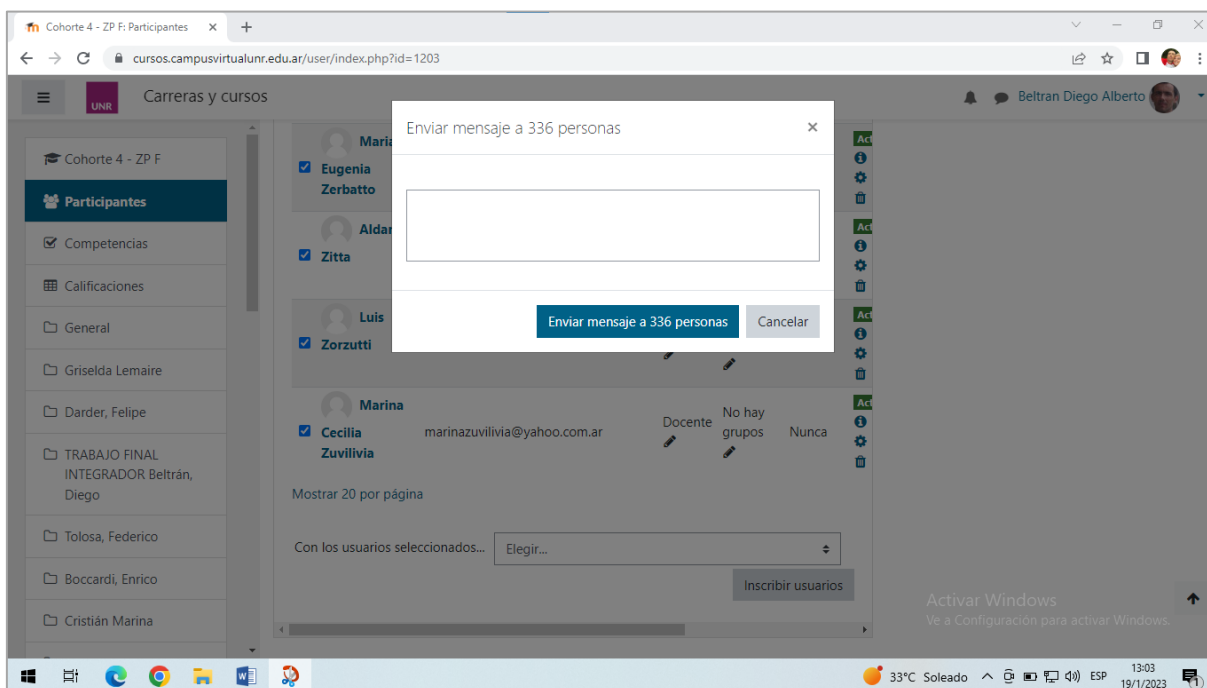 Cohorte 4 - ZP F: Participantes
cursos.campusvirtualunr.edu.ar/user/index.php?id=1203
UNR
Carreras y cursos
Beltran Diego Alberto
Cohorte 4 - ZP F
Participantes
Competencias
Calificaciones
General
Griselda Lemaire
Darder, Felipe
TRABAJO FINAL
INTEGRADOR Beltrán,
Diego
Tolosa, Federico
Boccardi, Enrico
Cristián Marina
Eugenia
Zerbatto
Zitta
Luis
Zorzutti
Enviar mensaje a 336 personas
Enviar mensaje a 336 personas
Cancelar
Marina
Cecilia
Zuvilivia
marinazuvilivia@yahoo.com.ar
Docente
No hay
grupos
Nunca
Mostrar 20 por página
Con los usuarios seleccionados...
Elegir...
Inscribir usuarios
Activar Windows
Ve a Configuración para activar Windows.
33°C Soleado
ESP
13:03
19/1/2023